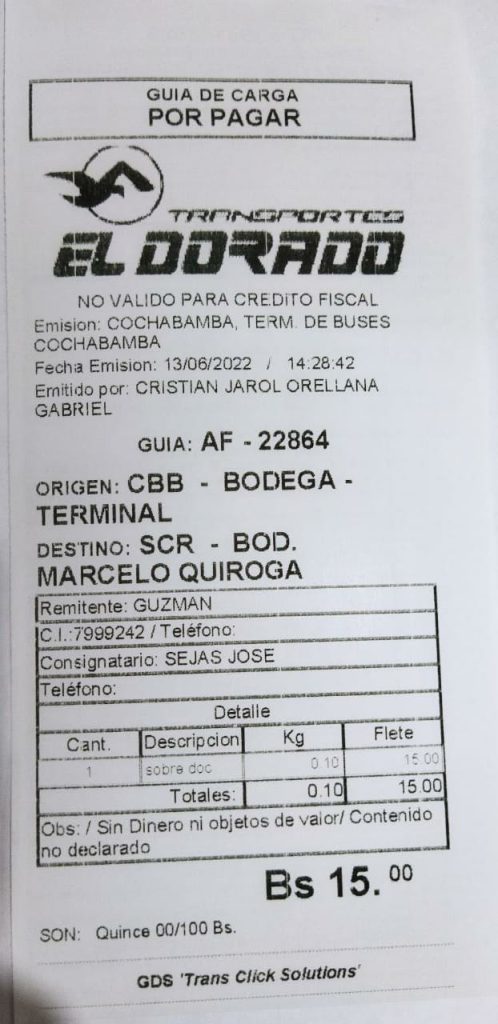 GUIA DE CARGA
POR PAGAR
TRANSPORTES
EL DORADO
NO VALIDO PARA CREDITO FISCAL
Emision: COCHABAMBA, TERM. DE BUSES
COCHABAMBA
Fecha Emision: 13/06/2022 / 14:28:42
Emitido por: CRISTIAN JAROL ORELLANA
GABRIEL
GUIA: AF - 22864
ORIGEN: CBB - BODEGA -
TERMINAL
DESTINO: SCR - BOD.
MARCELO QUIROGA
Remitente: GUZMAN
C.I.:7999242 / Teléfono:
Consignatario: SEJAS JOSE
Teléfono:
Detalle
Cant. Descripcion Kg Flete
1 sobre doc 0.10 15.00
Totales: 0.10 15.00
Obs: / Sin Dinero ni objetos de valor/ Contenido
no declarado
Bs 15.00
SON: Quince 00/100 Bs.
GDS 'Trans Click Solutions'